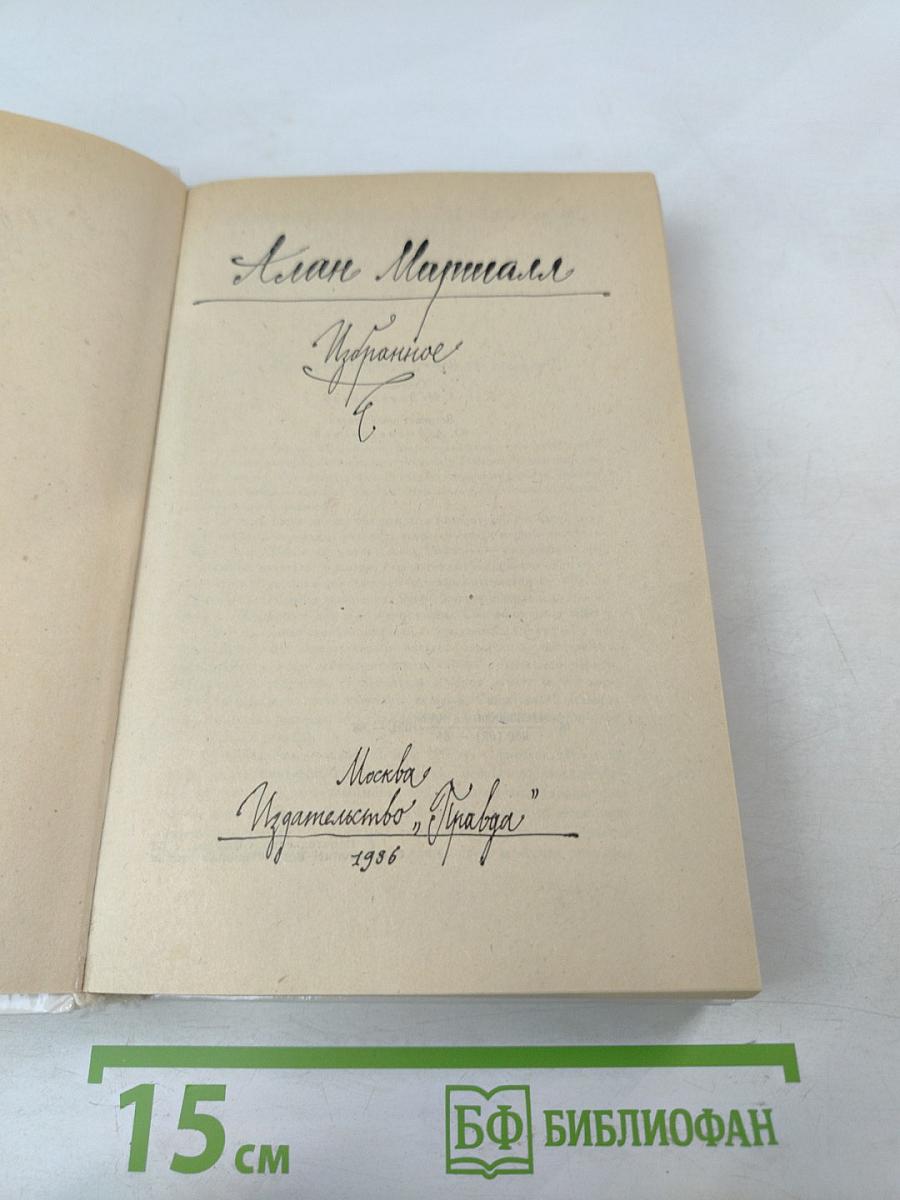 Алан Маршалл
Избранное
Москва
Издательство „Правда"
1986
15 см
БФ БИБЛИОФАН